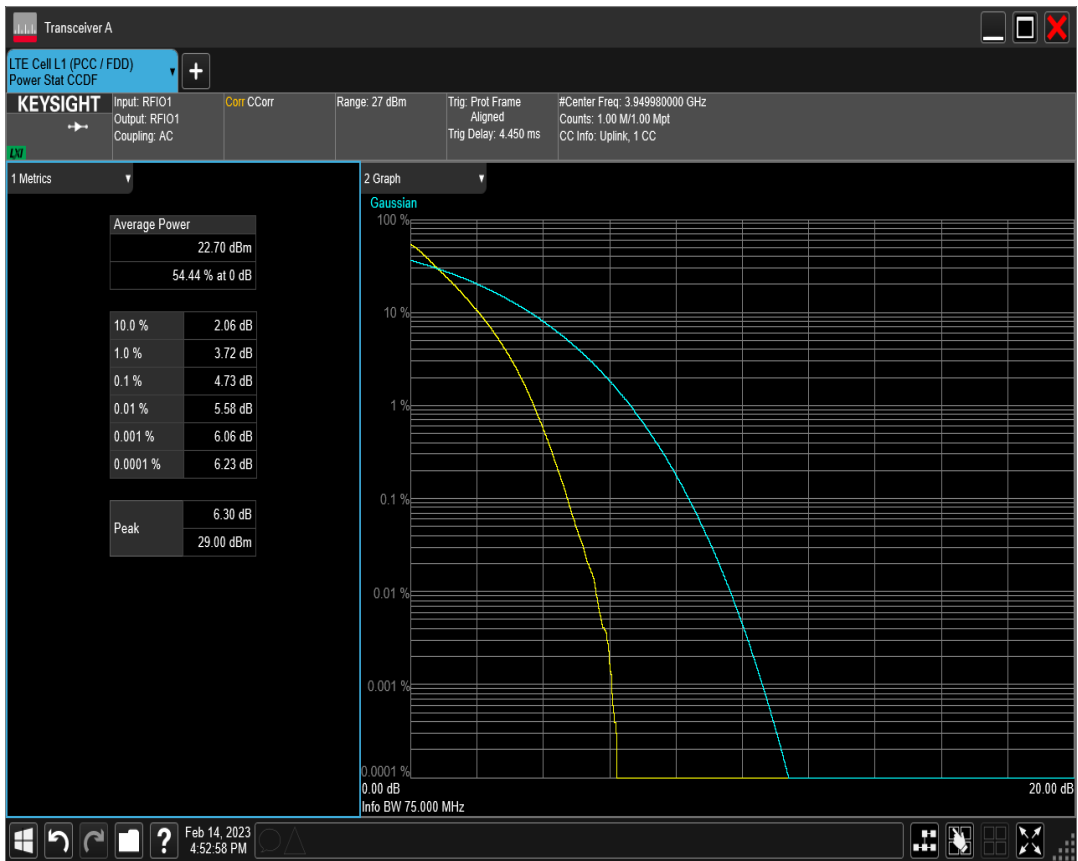 Transceiver A
LTE Cell L1 (PCC / FDD)
Power Stat CCDF
KEYSIGHT
LXI
Input: RFIO1
Output: RFIO1
Coupling: AC
Corr CCorr
Range: 27 dBm
Trig: Prot Frame
Aligned
Trig Delay: 4.450 ms
#Center Freq: 3.949980000 GHz
Counts: 1.00 M/1.00 Mpt
CC Info: Uplink, 1 CC
1 Metrics
Average Power
22.70 dBm
54.44 % at 0 dB
10.0 % 2.06 dB
1.0 % 3.72 dB
0.1 % 4.73 dB
0.01 % 5.58 dB
0.001 % 6.06 dB
0.0001 % 6.23 dB
Peak 6.30 dB
29.00 dBm
2 Graph
Gaussian
100 %
10 %
1 %
0.1 %
0.01 %
0.001 %
0.0001 %
0.00 dB 20.00 dB
Info BW 75.000 MHz
? Feb 14, 2023
4:52:58 PM